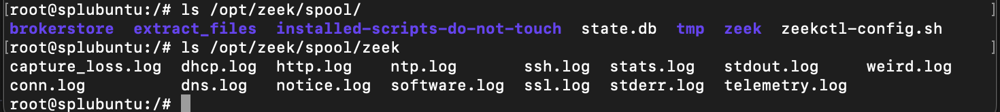 [root@splubuntu:/# ls /opt/zeek/spool/ ]
brokerstore extract_files installed-scripts-do-not-touch state.db tmp zeek zeekctl-config.sh
[root@splubuntu:/# ls /opt/zeek/spool/zeek ]
capture_loss.log dhcp.log http.log ntp.log ssh.log stats.log stdout.log weird.log
conn.log dns.log notice.log software.log ssl.log stderr.log telemetry.log
root@splubuntu:/#